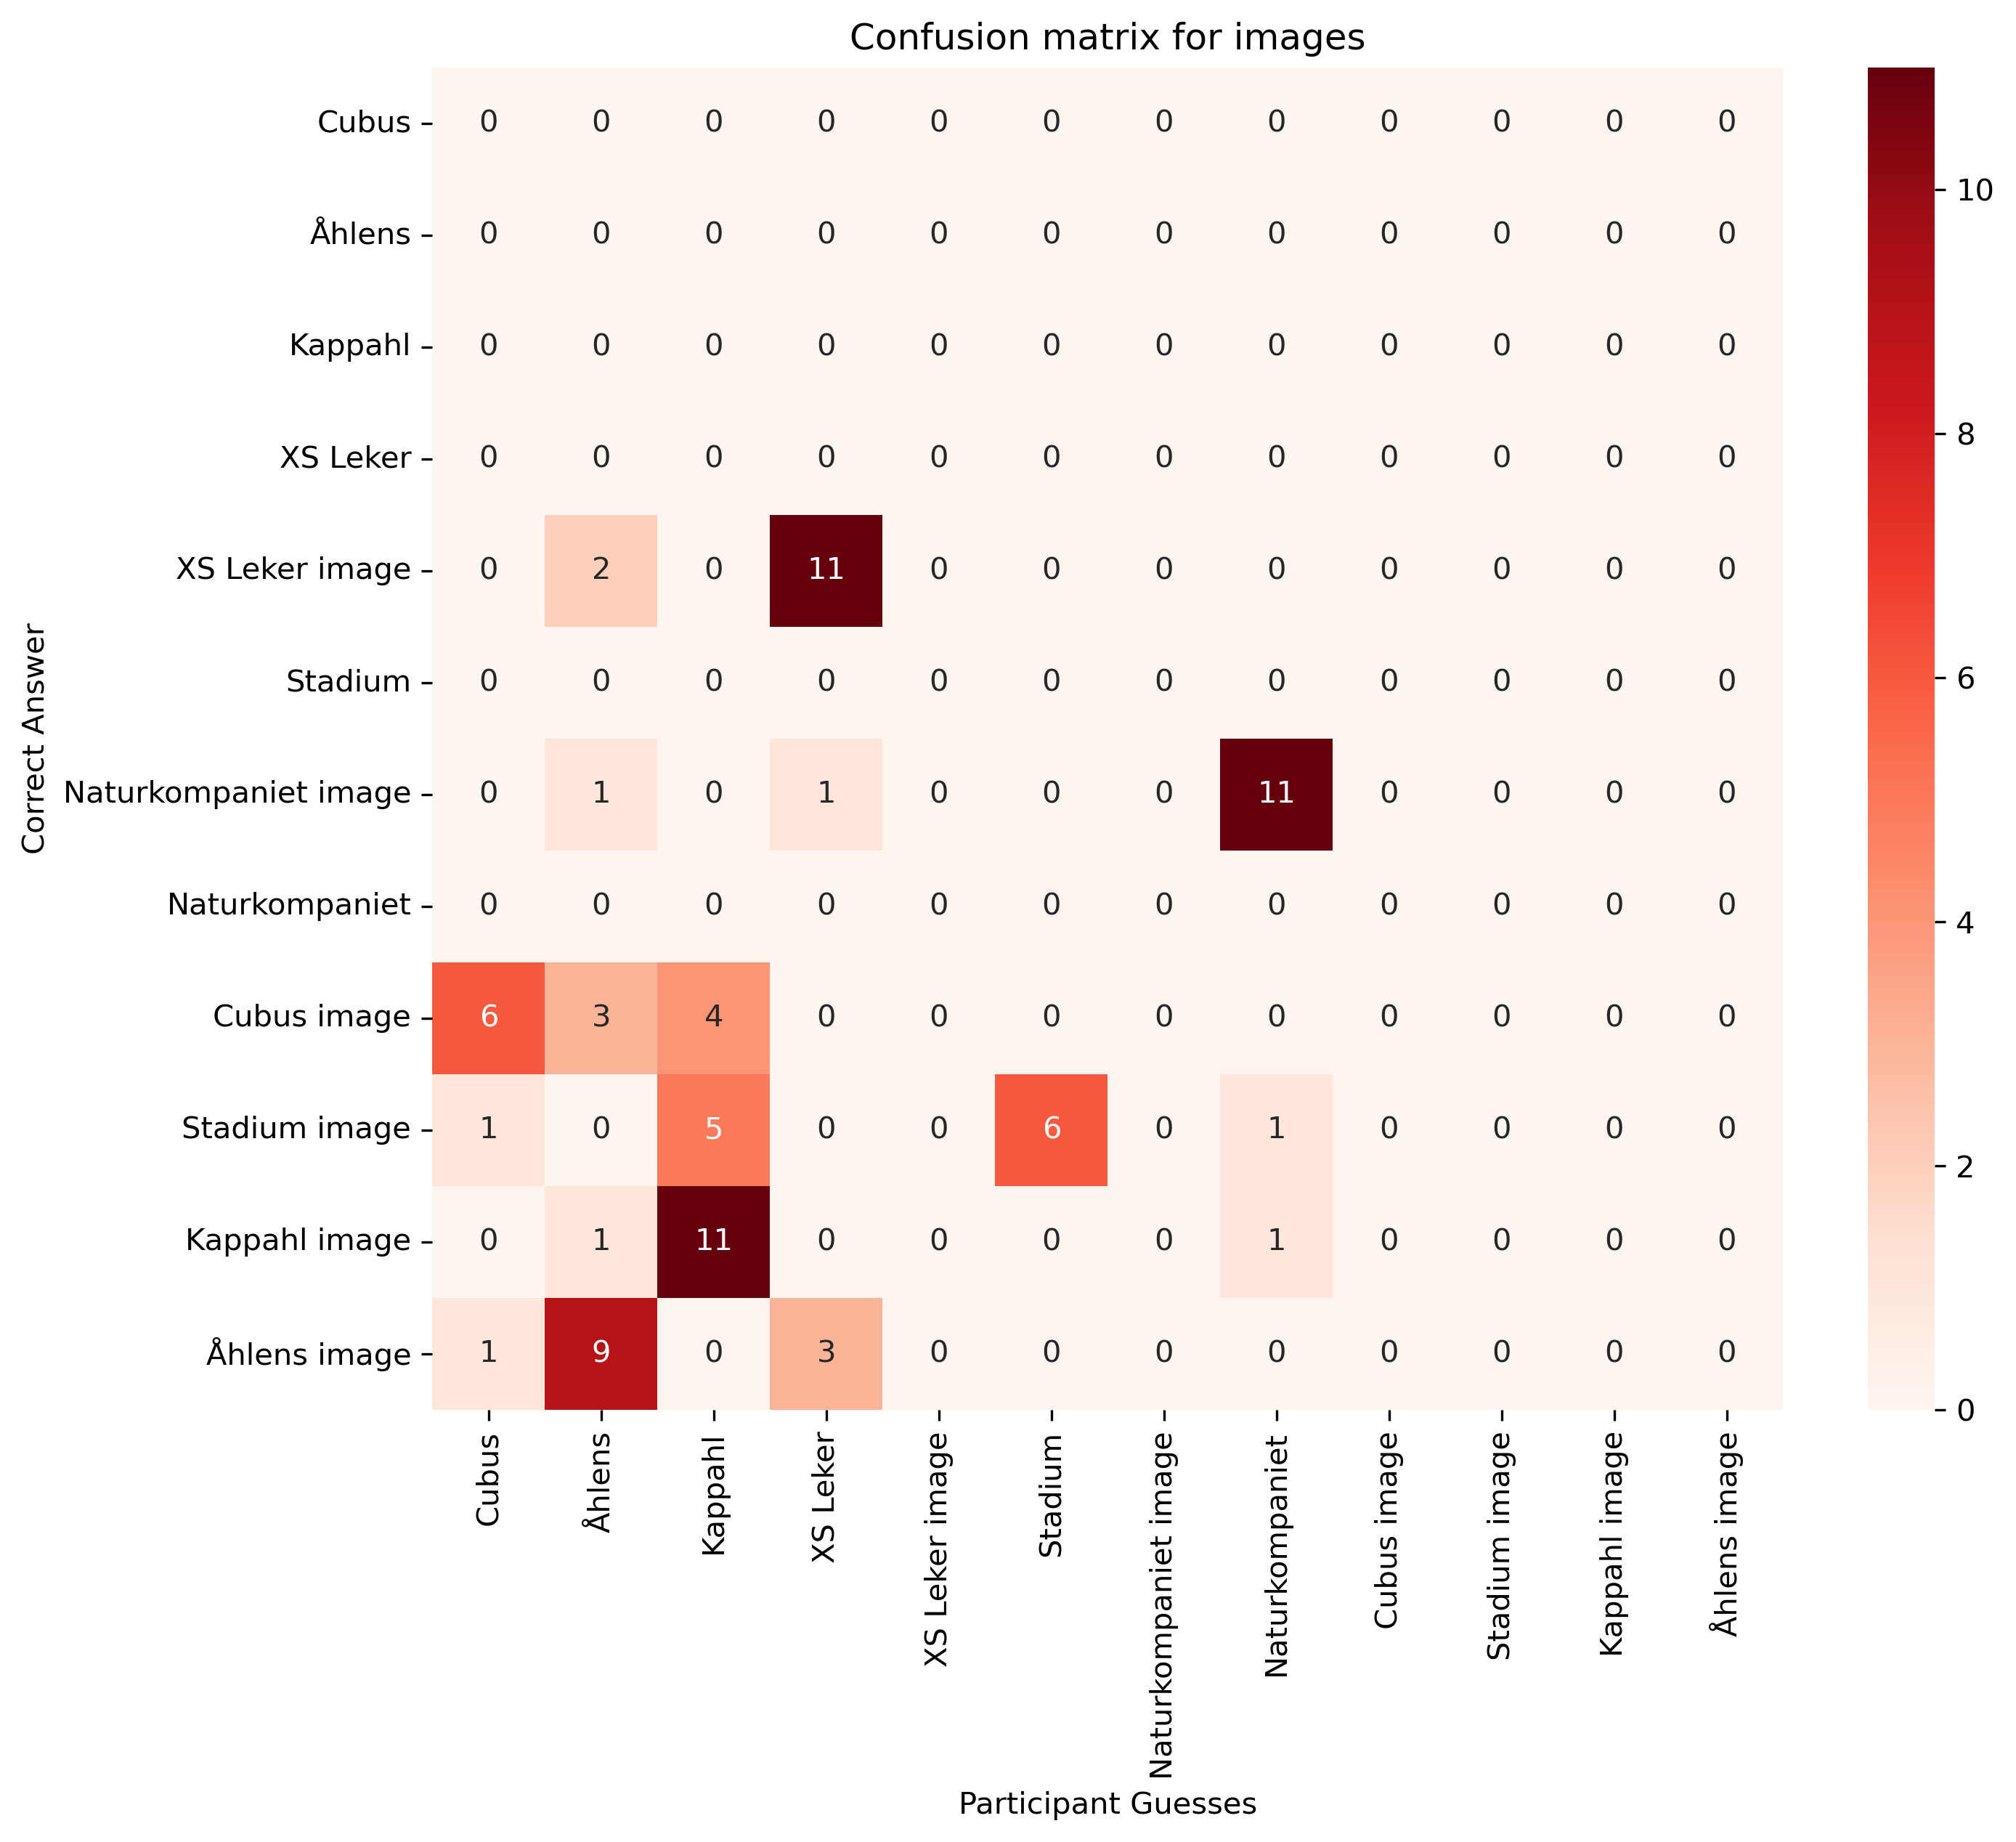 Confusion matrix for images
Cubus 0 0 0 0 0 0 0 0 0 0 0 0
Åhlens 0 0 0 0 0 0 0 0 0 0 0 0
Kappahl 0 0 0 0 0 0 0 0 0 0 0 0
XS Leker 0 0 0 0 0 0 0 0 0 0 0 0
XS Leker image 0 2 0 11 0 0 0 0 0 0 0 0
Stadium 0 0 0 0 0 0 0 0 0 0 0 0
Naturkompaniet image 0 1 0 1 0 0 0 11 0 0 0 0
Naturkompaniet 0 0 0 0 0 0 0 0 0 0 0 0
Cubus image 6 3 4 0 0 0 0 0 0 0 0 0
Stadium image 1 0 5 0 0 6 0 1 0 0 0 0
Kappahl image 0 1 11 0 0 0 0 1 0 0 0 0
Åhlens image 1 9 0 3 0 0 0 0 0 0 0 0
Correct Answer
Cubus
Åhlens
Kappahl
XS Leker
XS Leker image
Stadium
Naturkompaniet image
Naturkompaniet
Cubus image
Stadium image
Kappahl image
Åhlens image
Participant Guesses
10
8
6
4
2
0